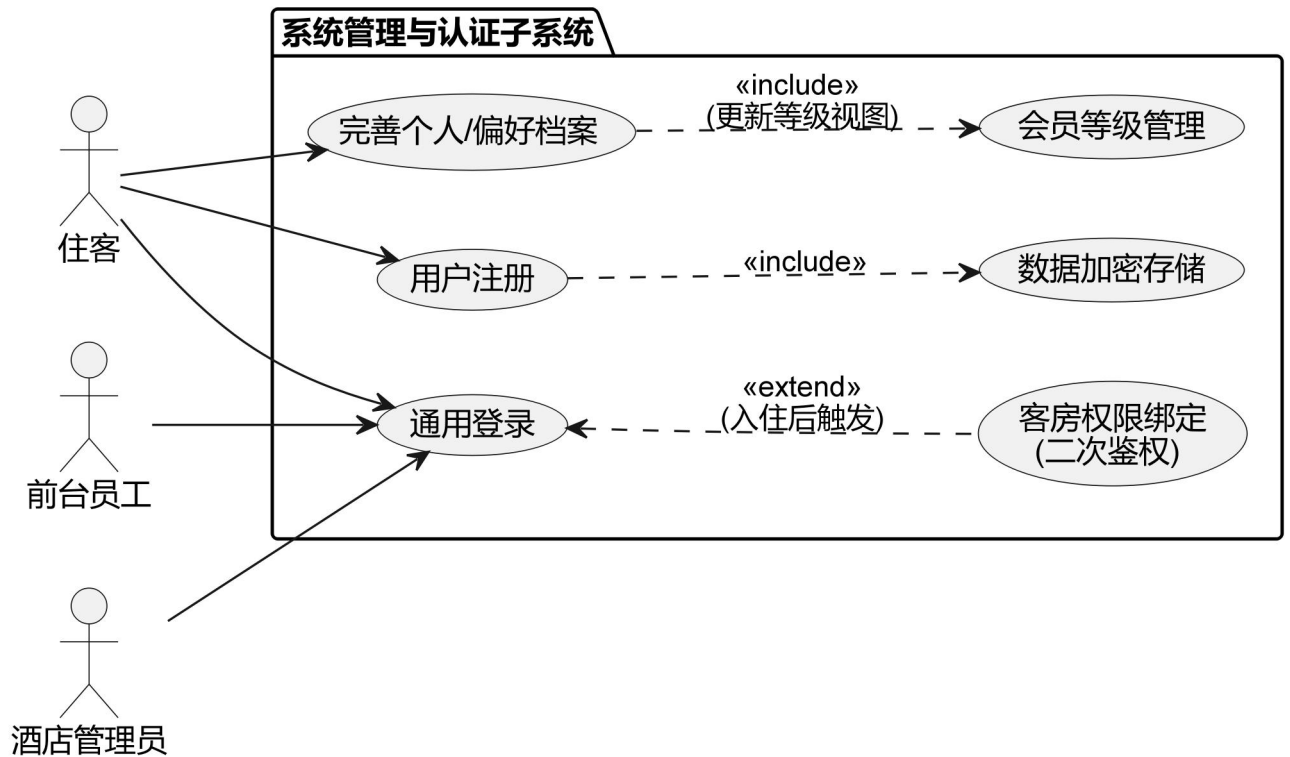 系统管理与认证子系统
«include»
(更新等级视图)
完善个人/偏好档案
会员等级管理
住客
用户注册
«include»
数据加密存储
«extend»
(入住后触发)
通用登录
客房权限绑定
(二次鉴权)
前台员工
酒店管理员